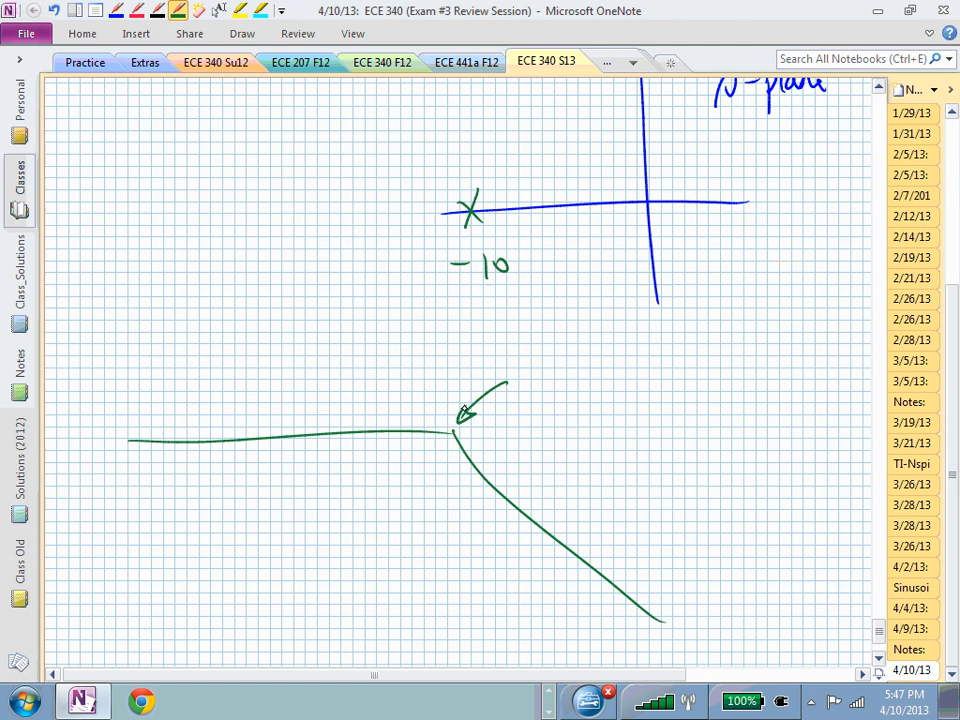 4/10/13: ECE 340 (Exam #3 Review Session) - Microsoft OneNote
File Home Insert Share Draw Review View
Practice Extras ECE 340 Su12 ECE 207 F12 ECE 340 F12 ECE 441a F12 ECE 340 S13 ...
Search All Notebooks (Ctrl+E)
N...
Personal
Classes
Class_Solutions
Notes
Solutions (2012)
Class Old
-plane
-10
1/29/13
1/31/13
2/5/13:
2/5/13:
2/7/201
2/12/13
2/14/13
2/19/13
2/21/13
2/26/13
2/26/13
2/28/13
3/5/13:
3/5/13:
Notes:
3/19/13
3/21/13
TI-Nspi
3/26/13
3/28/13
3/28/13
3/26/13
4/2/13:
Sinusoi
4/4/13:
4/9/13:
Notes:
4/10/13
100%
5:47 PM
4/10/2013